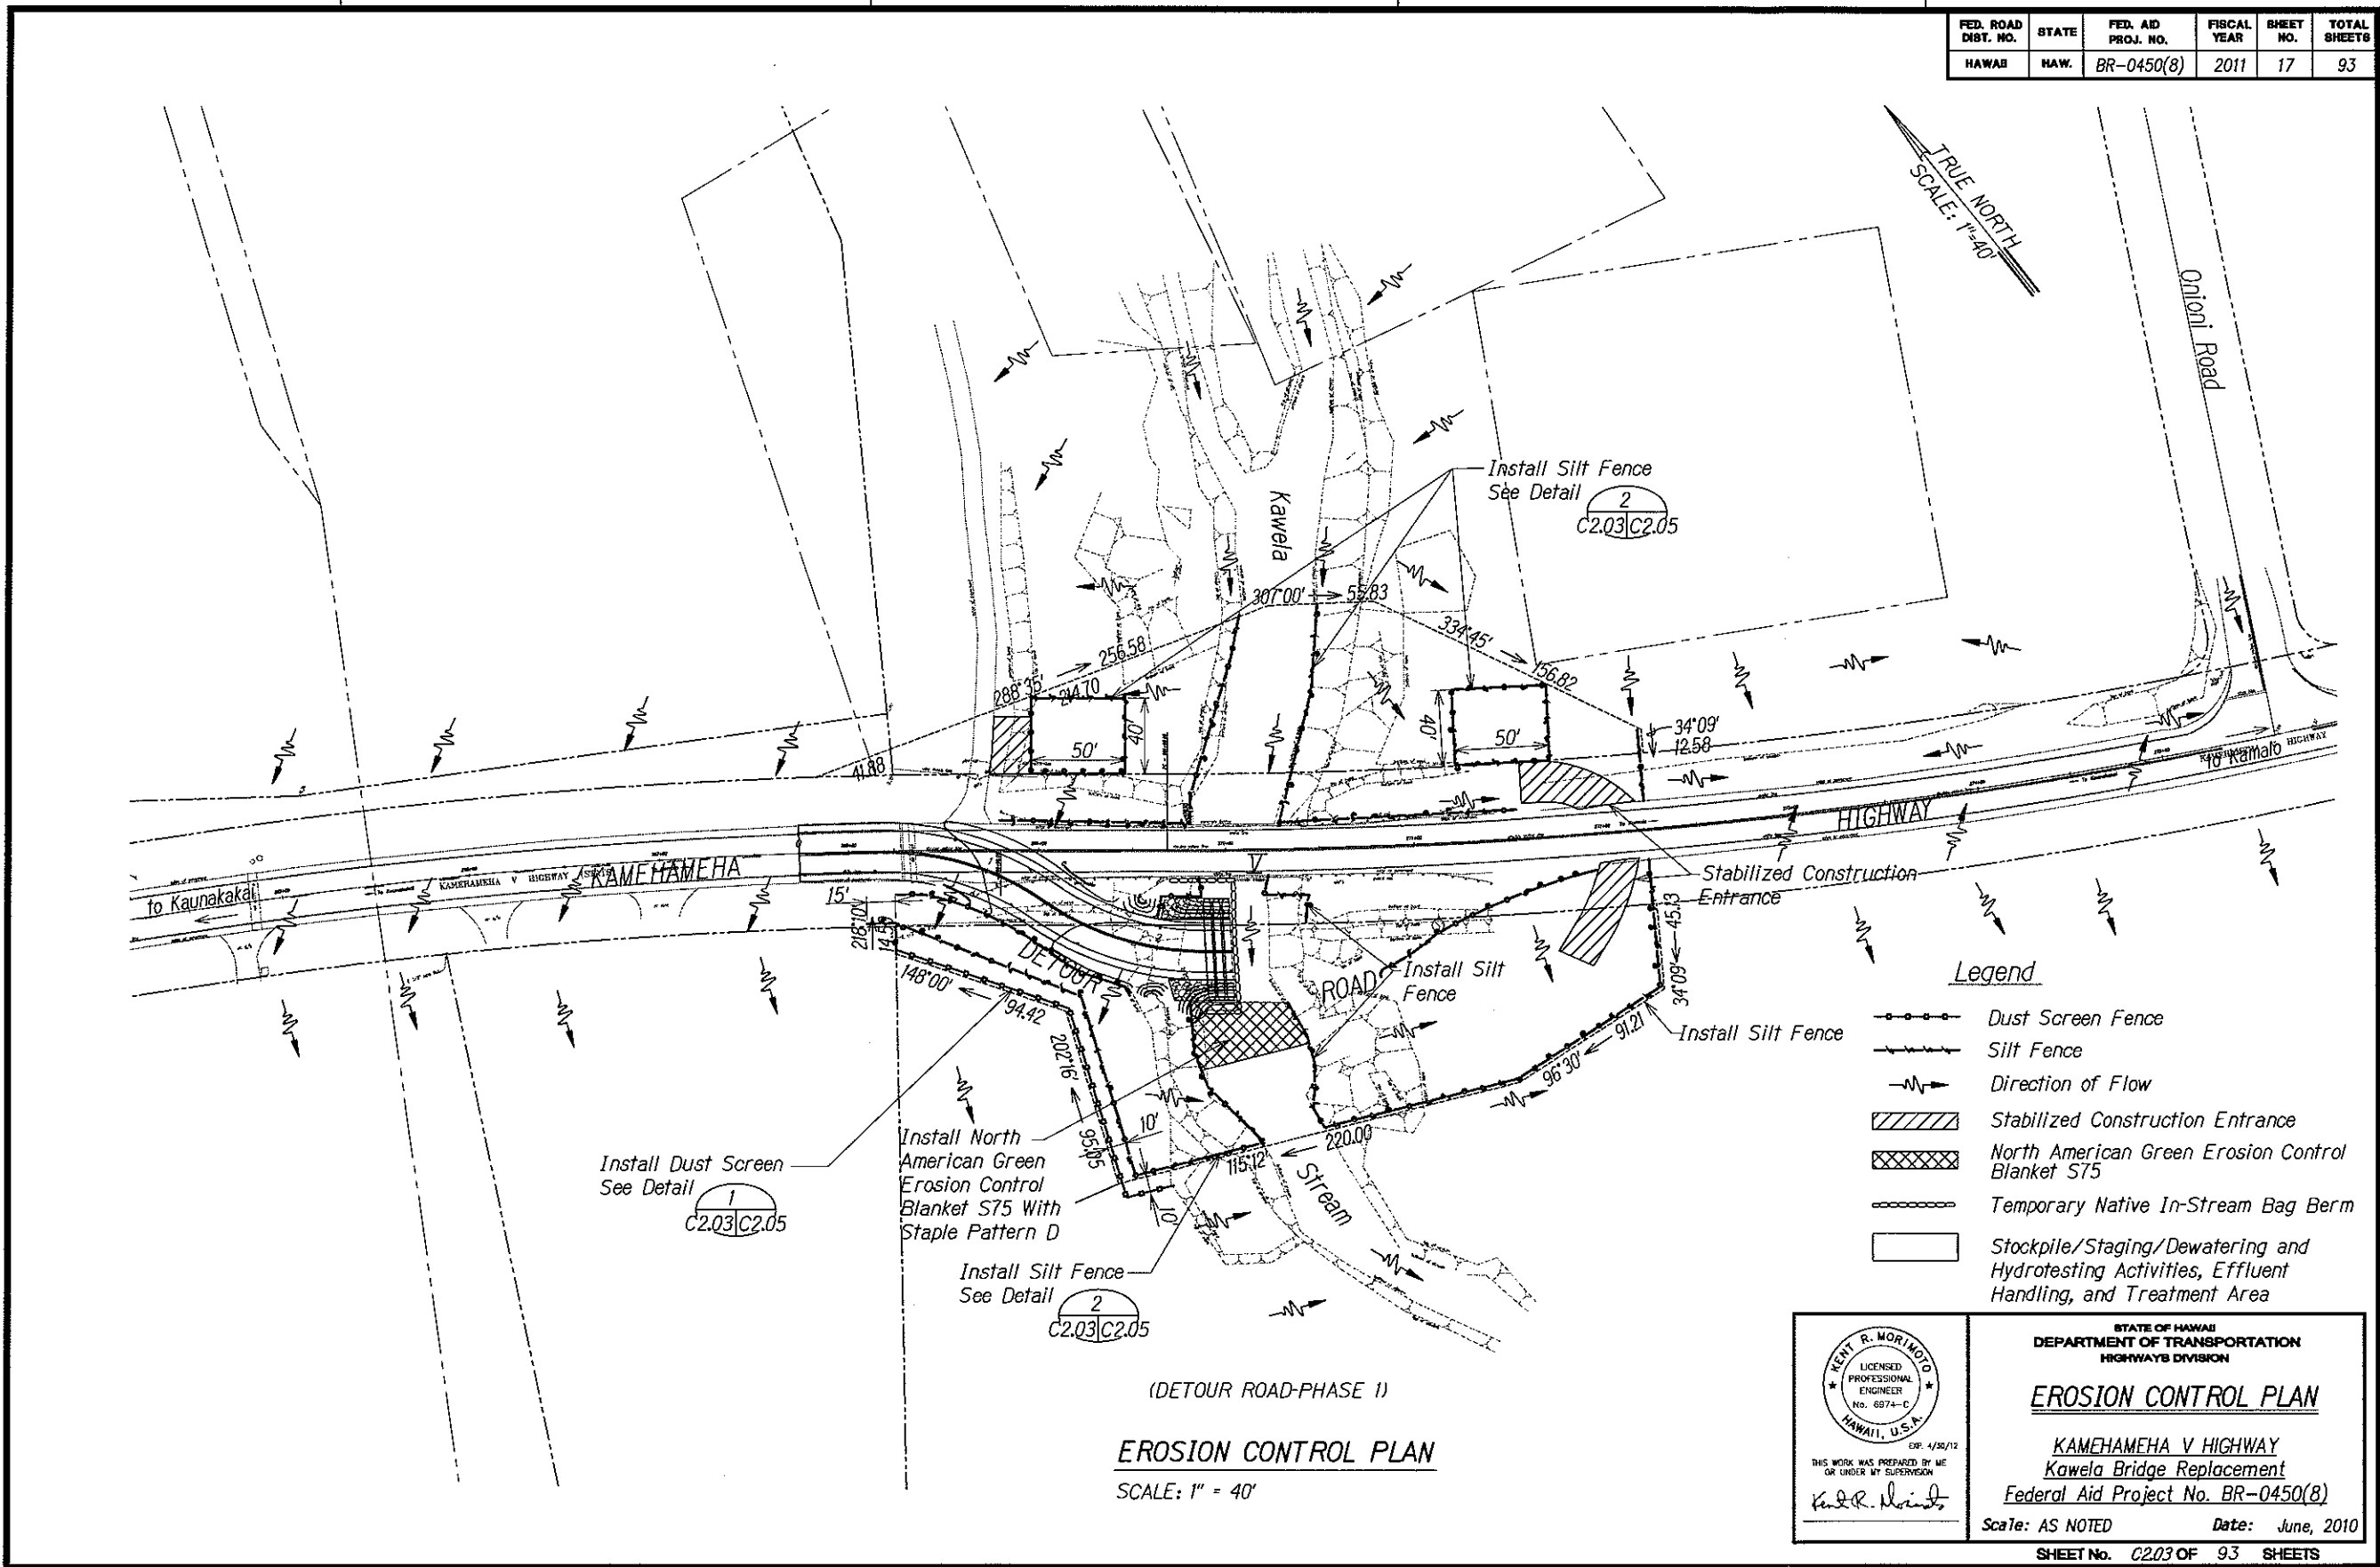 FED. ROAD DIST. NO.
STATE
FED. AID PROJ. NO.
FISCAL YEAR
SHEET NO.
TOTAL SHEETS
HAWAII
HAW.
BR-0450(8)
2011
17
93
TRUE NORTH
SCALE: 1"=40'
Onioni Road
Install Silt Fence
See Detail
2
C2.03 C2.05
Kawela
307°00'
55.83
334°45'
156.82
256.58
288°35'
214.70
40'
50'
41.88
40'
50'
34°09'
12.58
to Kamalo
HIGHWAY
HIGHWAY
V
KAMEHAMEHA
KAMEHAMEHA V HIGHWAY
to Kaunakakai
Stabilized Construction
Entrance
15'
218°10'
14.59
148°00'
94.42
DETOUR
ROAD
Install Silt
Fence
45.13
34°09'
91.21
96°30'
Install Silt Fence
202°16'
95.05
10'
10'
220.00
115.12
Stream
Install Dust Screen
See Detail
1
C2.03 C2.05
Install North
American Green
Erosion Control
Blanket S75 With
Staple Pattern D
Install Silt Fence
See Detail
2
C2.03 C2.05
Legend
Dust Screen Fence
Silt Fence
Direction of Flow
Stabilized Construction Entrance
North American Green Erosion Control
Blanket S75
Temporary Native In-Stream Bag Berm
Stockpile/Staging/Dewatering and
Hydrotesting Activities, Effluent
Handling, and Treatment Area
(DETOUR ROAD-PHASE 1)
EROSION CONTROL PLAN
SCALE: 1" = 40'
KENT R. MORIMOTO
LICENSED
PROFESSIONAL
ENGINEER
No. 6974-C
HAWAII, U.S.A.
EXP. 4/30/12
THIS WORK WAS PREPARED BY ME
OR UNDER MY SUPERVISION
Kent R. Morimoto
STATE OF HAWAII
DEPARTMENT OF TRANSPORTATION
HIGHWAYS DIVISION
EROSION CONTROL PLAN
KAMEHAMEHA V HIGHWAY
Kawela Bridge Replacement
Federal Aid Project No. BR-0450(8)
Scale: AS NOTED Date: June, 2010
SHEET No. C2.03 OF 93 SHEETS